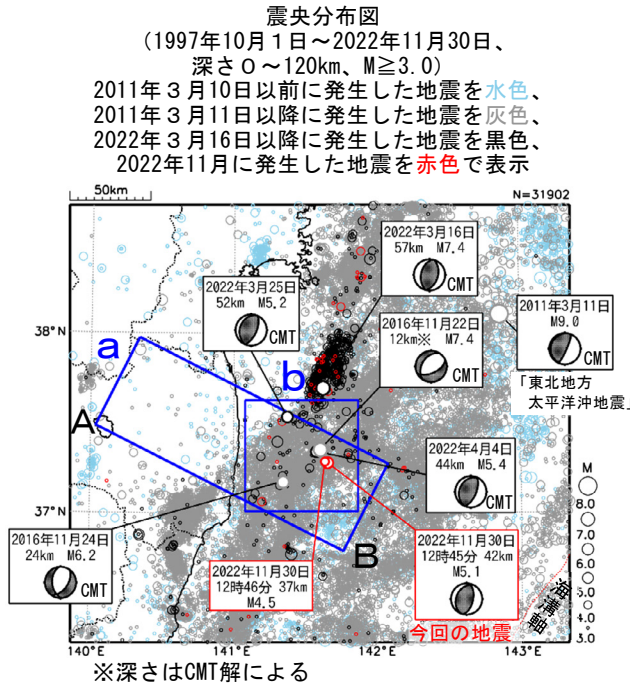 震央分布図
(1997年10月1日～2022年11月30日、
深さ０～120km、M≧3.0)
2011年３月10日以前に発生した地震を水色、
2011年３月11日以降に発生した地震を灰色、
2022年３月16日以降に発生した地震を黒色、
2022年11月に発生した地震を赤色で表示
50km
N=31902
2022年3月16日
57km M7.4
CMT
2022年3月25日
52km M5.2
CMT
2011年3月11日
M9.0
CMT
「東北地方
太平洋沖地震」
2016年11月22日
12km※ M7.4
CMT
38°N
a
b
A
2022年4月4日
44km M5.4
CMT
M
8.0
7.0
6.0
5.0
4.0
3.0
37°N
B
2016年11月24日
24km M6.2
CMT
2022年11月30日
12時46分 37km
M4.5
2022年11月30日
12時45分 42km
M5.1
今回の地震
海溝軸
140°E
141°E
142°E
143°E
※深さはCMT解による